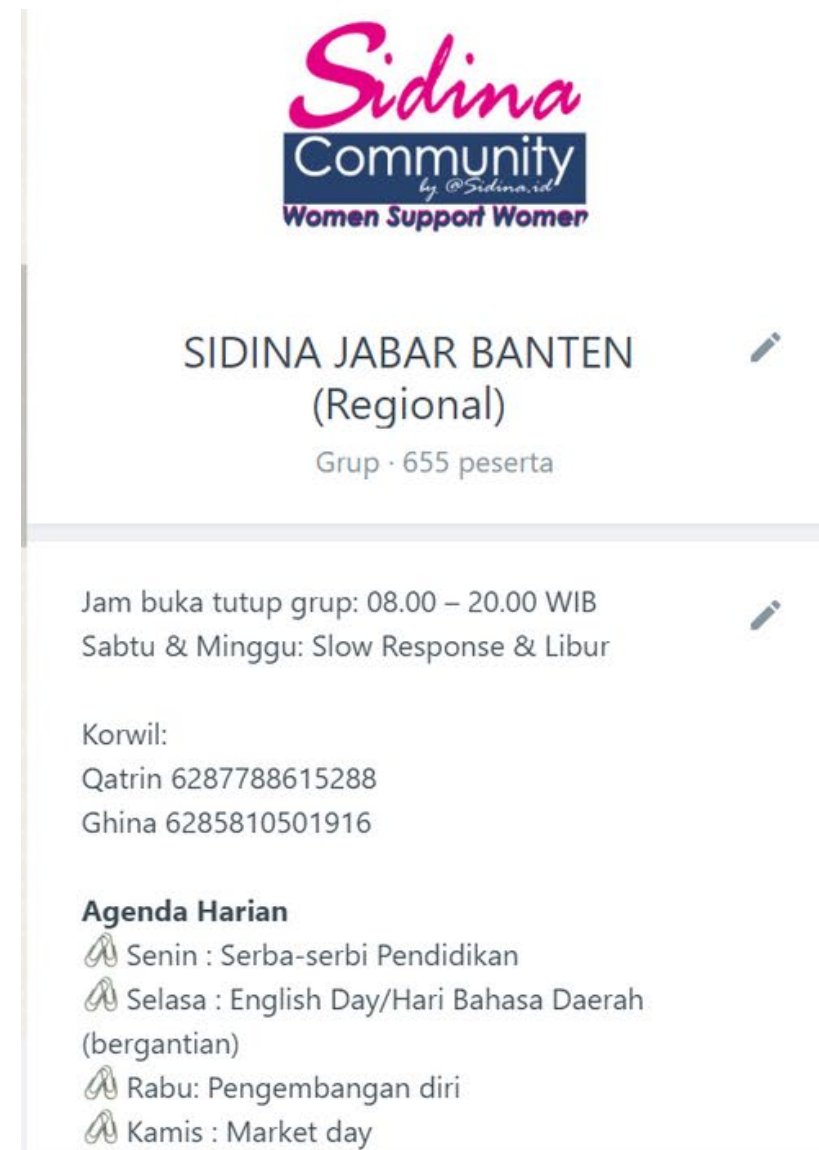 Sidina
Community
by @Sidina.id
Women Support Women
SIDINA JABAR BANTEN
(Regional)
Grup · 655 peserta
Jam buka tutup grup: 08.00 – 20.00 WIB
Sabtu & Minggu: Slow Response & Libur
Korwil:
Qatrin 6287788615288
Ghina 6285810501916
Agenda Harian
🖇 Senin : Serba-serbi Pendidikan
🖇 Selasa : English Day/Hari Bahasa Daerah
(bergantian)
🖇 Rabu: Pengembangan diri
🖇 Kamis : Market day